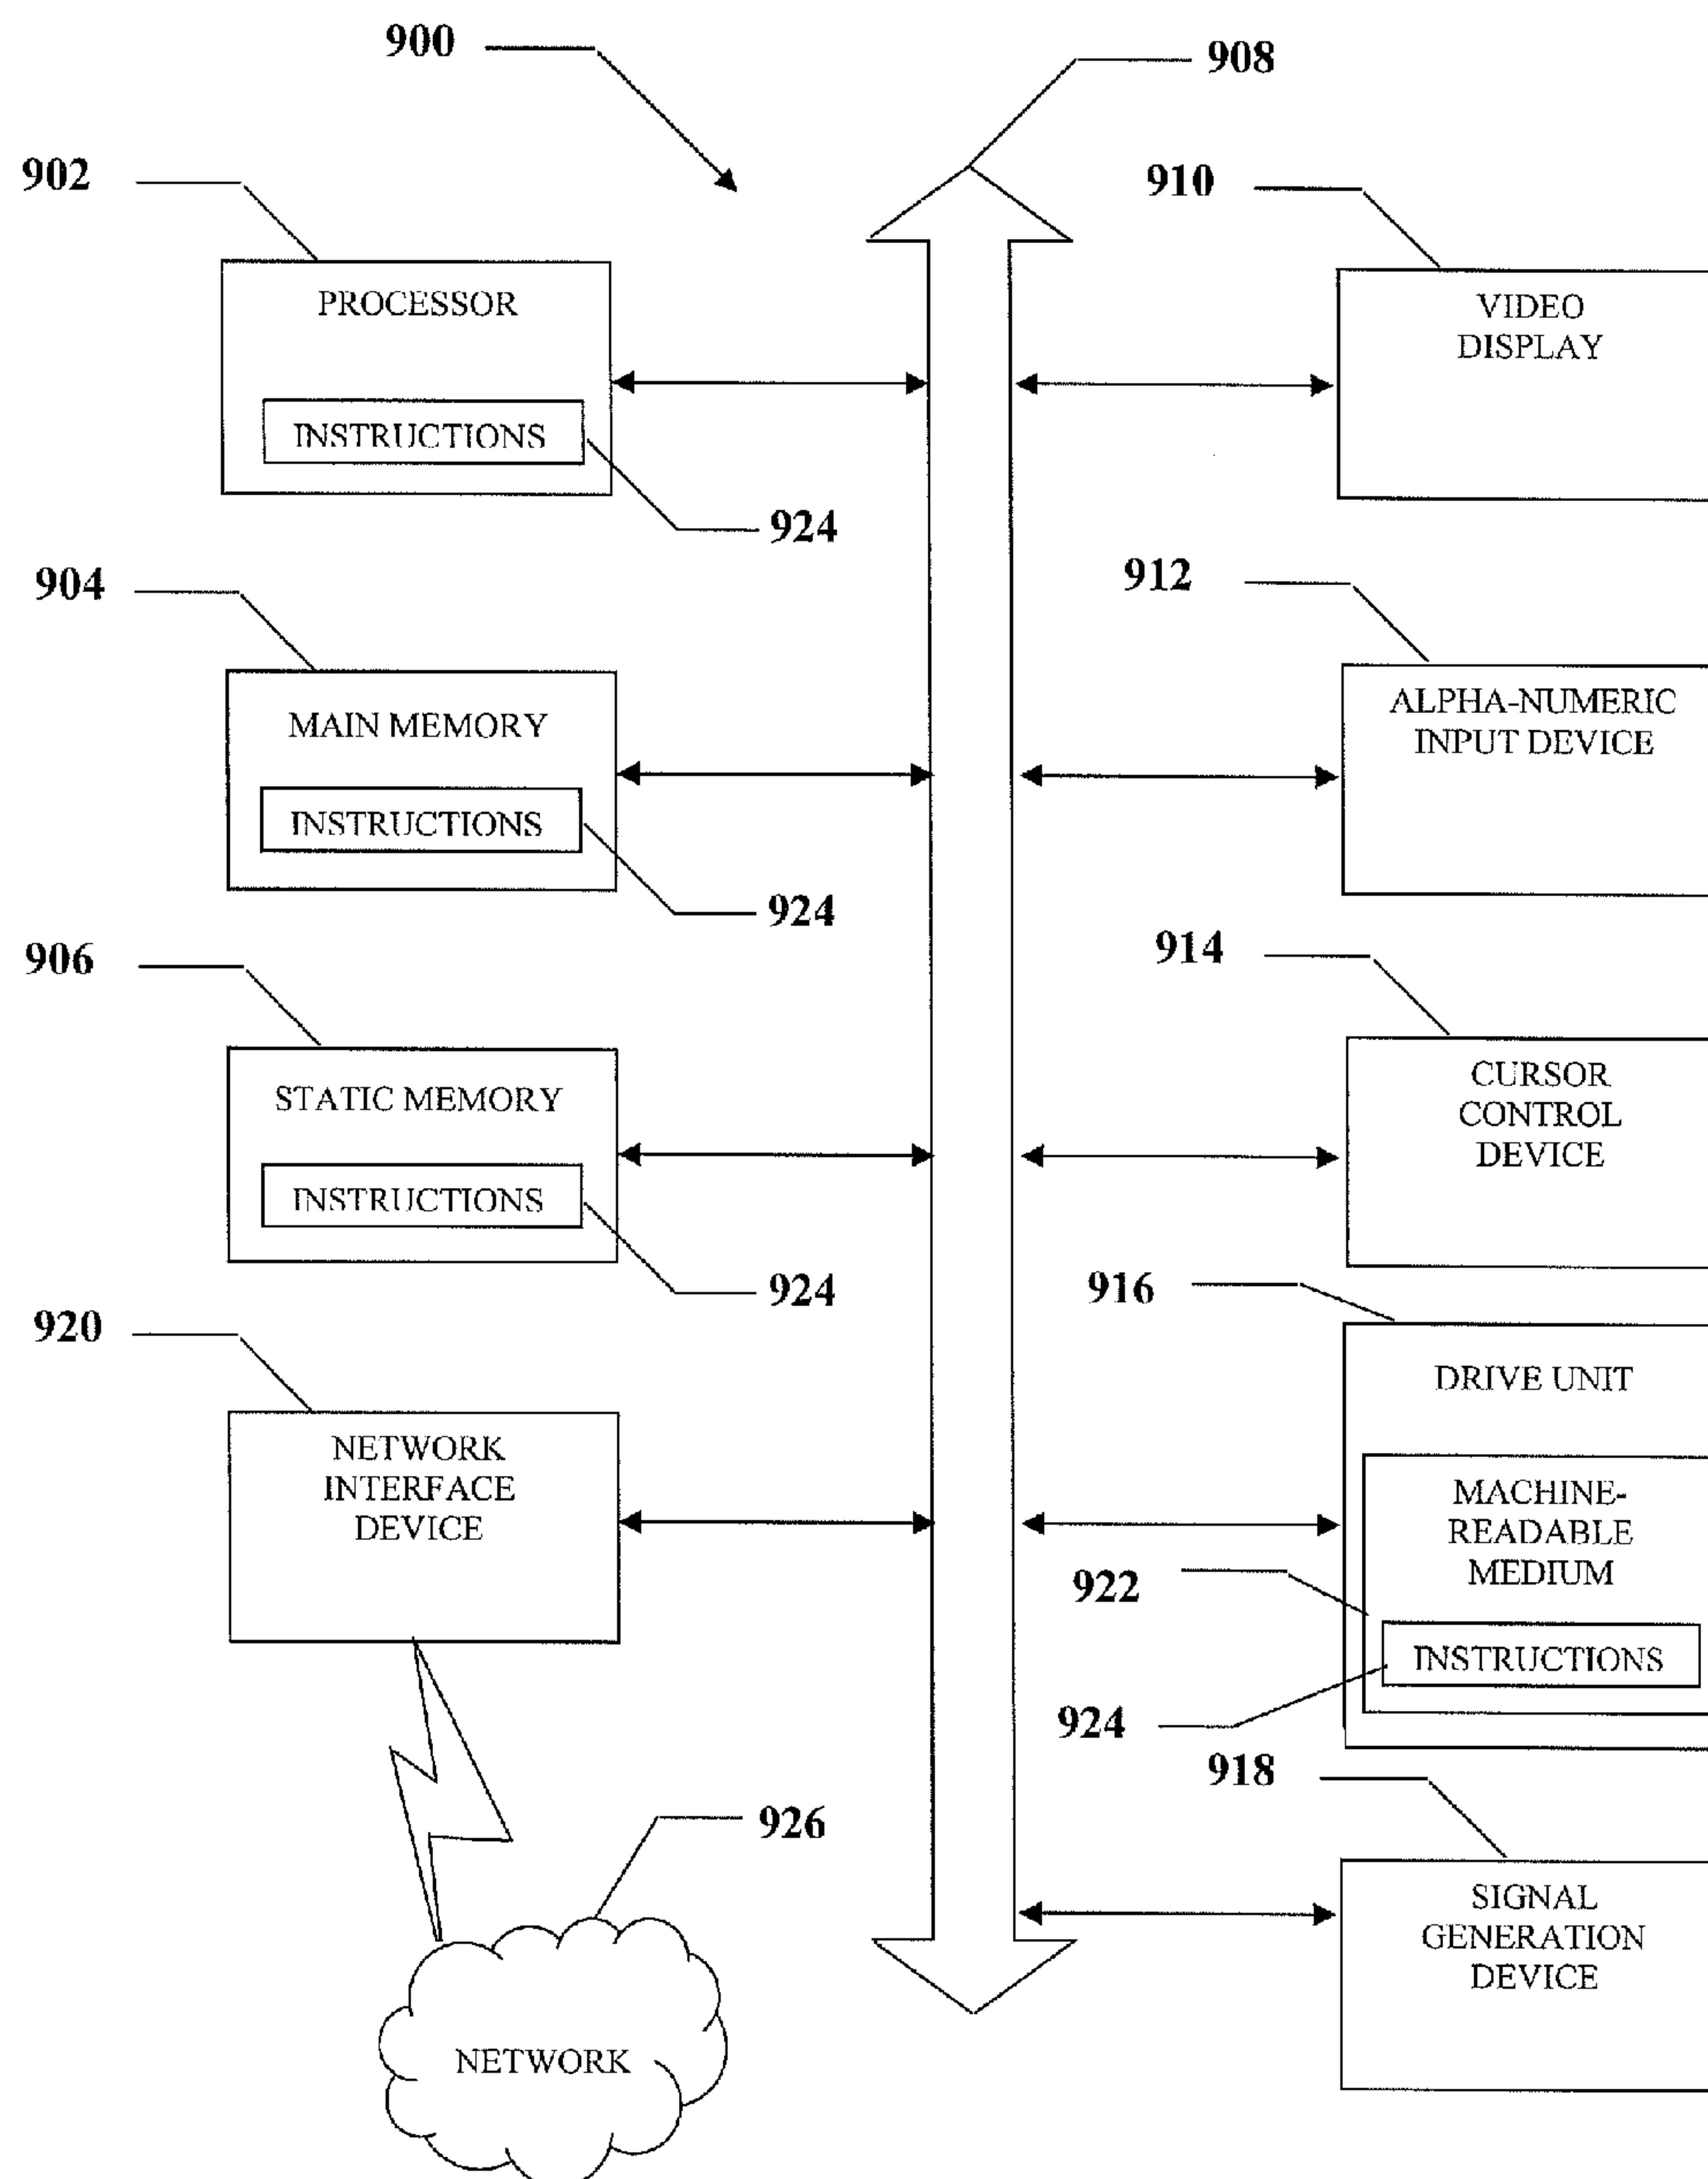 900
908
902
910
PROCESSOR
INSTRUCTIONS
924
VIDEO
DISPLAY
904
912
MAIN MEMORY
INSTRUCTIONS
924
ALPHA-NUMERIC
INPUT DEVICE
906
914
STATIC MEMORY
INSTRUCTIONS
924
CURSOR
CONTROL
DEVICE
920
916
NETWORK
INTERFACE
DEVICE
DRIVE UNIT
MACHINE-
READABLE
MEDIUM
922
INSTRUCTIONS
924
918
926
SIGNAL
GENERATION
DEVICE
NETWORK